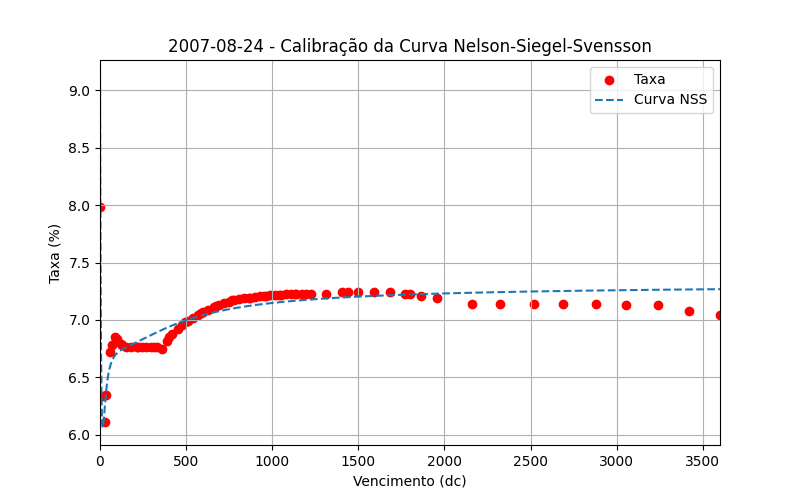 2007-08-24 - Calibração da Curva Nelson-Siegel-Svensson
Taxa
Curva NSS
Taxa (%)
9.0
8.5
8.0
7.5
7.0
6.5
6.0
0 500 1000 1500 2000 2500 3000 3500
Vencimento (dc)